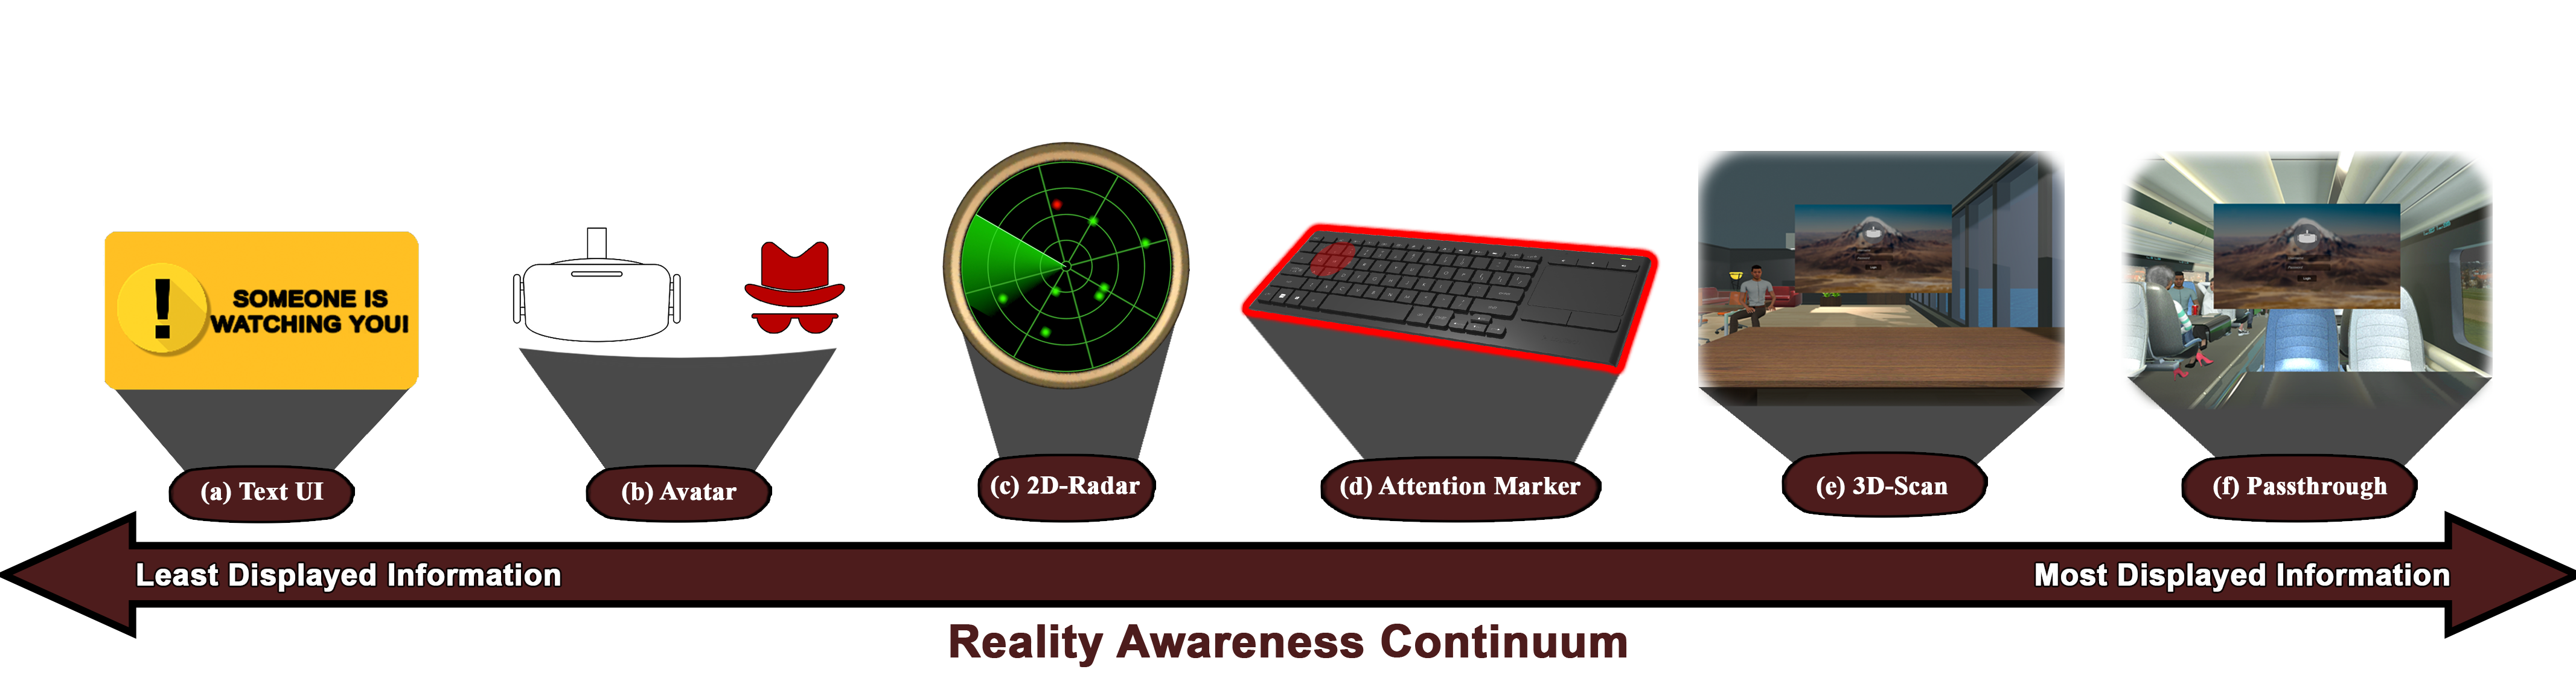 SOMEONE IS
WATCHING YOU!
(a) Text UI
(b) Avatar
(c) 2D-Radar
(d) Attention Marker
(e) 3D-Scan
(f) Passthrough
Least Displayed Information
Most Displayed Information
Reality Awareness Continuum